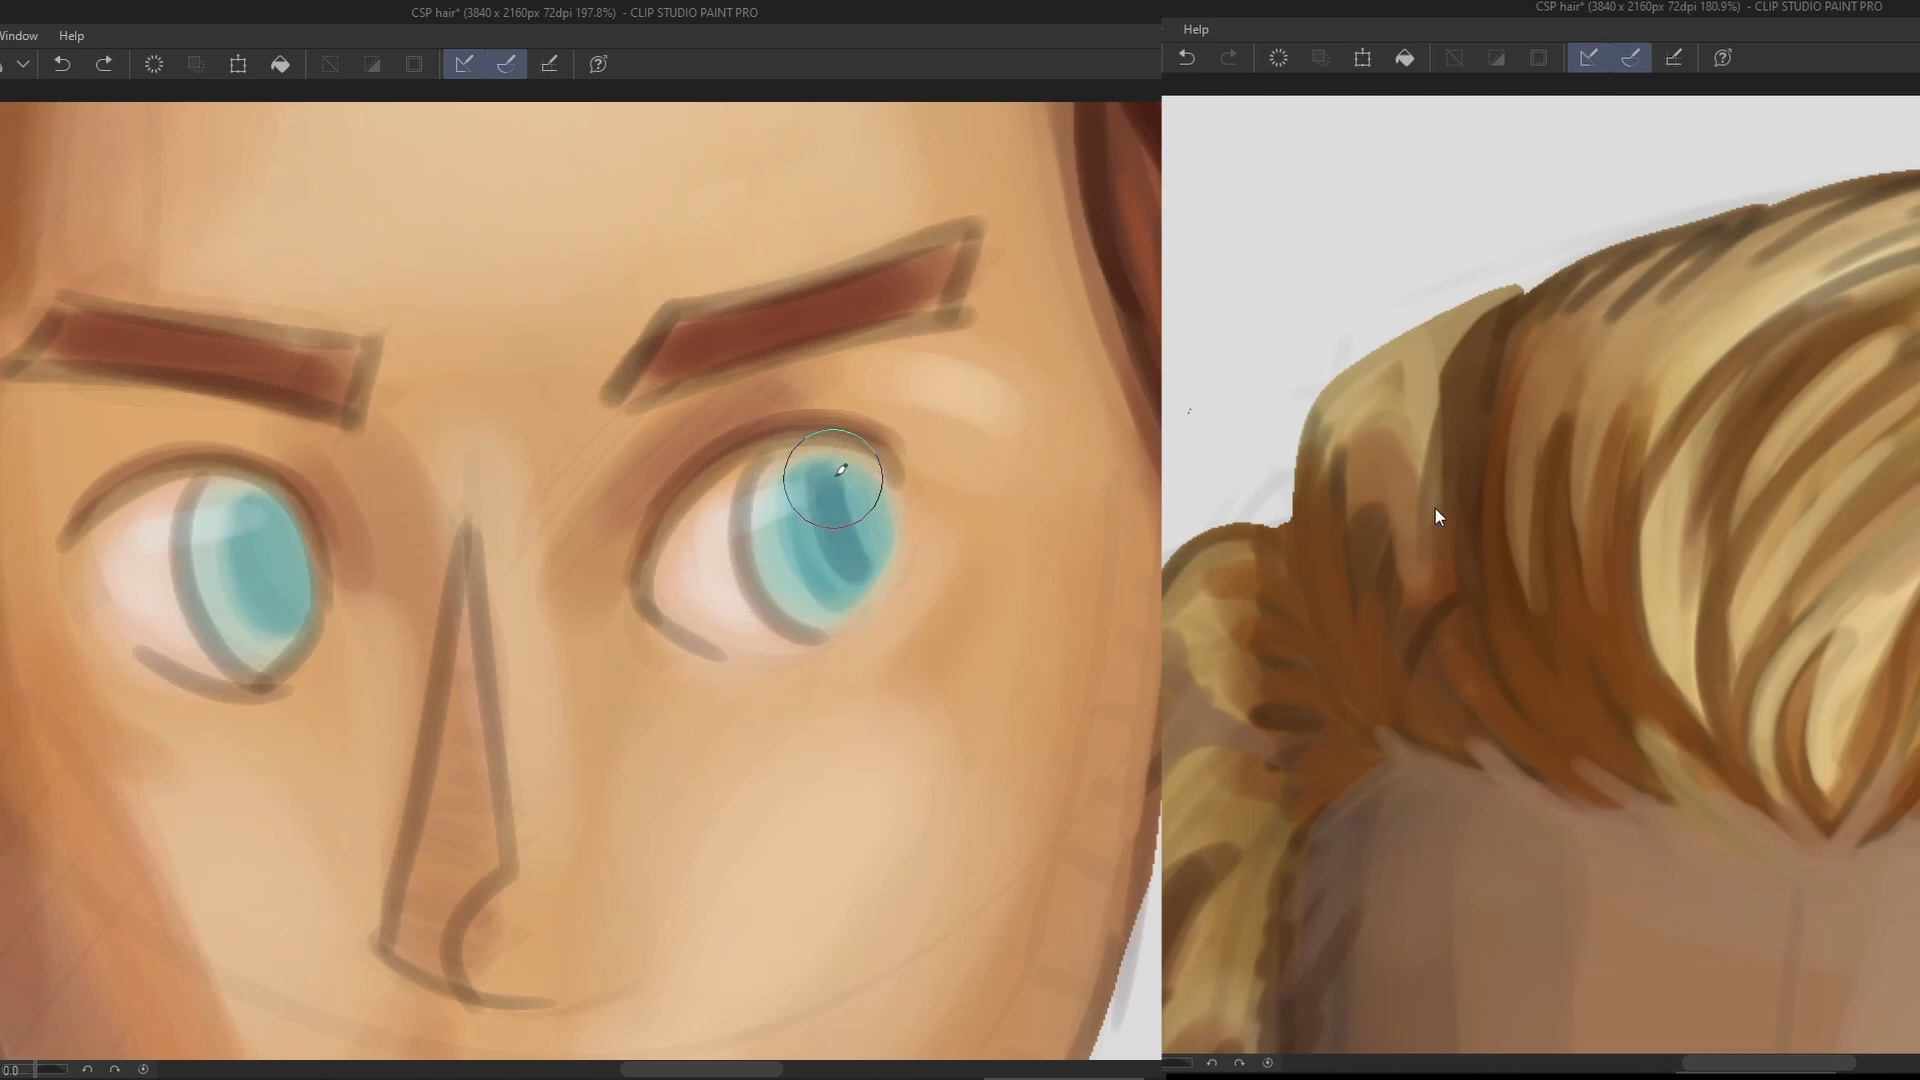 CSP hair* (3840 x 2160px 72dpi 197.8%) - CLIP STUDIO PAINT PRO
Window Help
0.0
CSP hair* (3840 x 2160px 72dpi 180.9%) - CLIP STUDIO PAINT PRO
Help